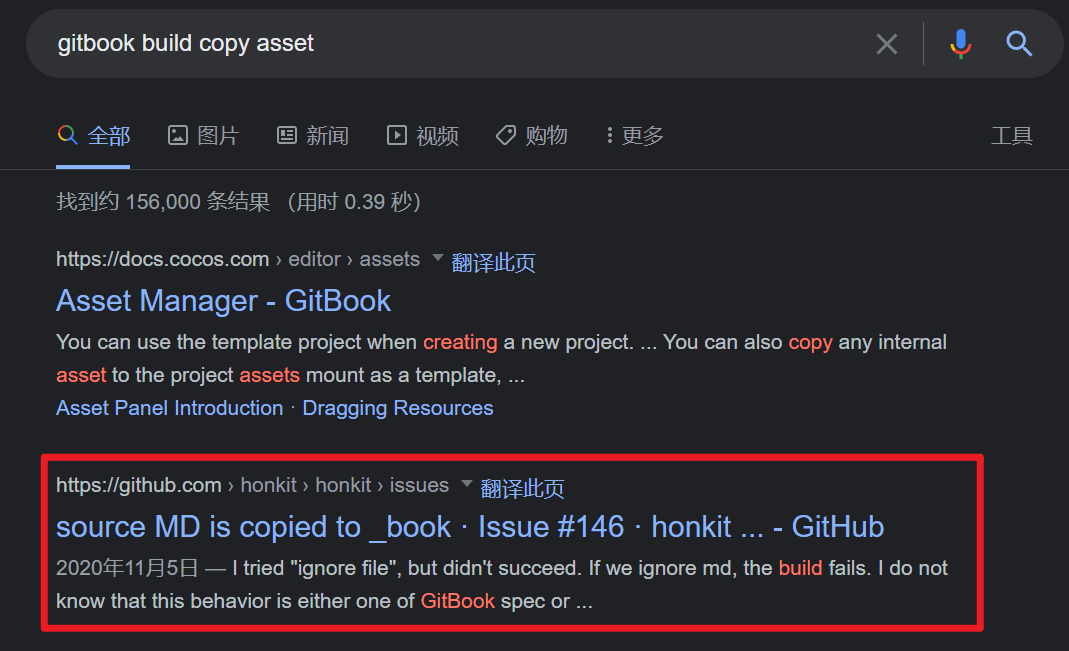 gitbook build copy asset
全部 图片 新闻 视频 购物 更多 工具
找到约 156,000 条结果 （用时 0.39 秒）
https://docs.cocos.com › editor › assets 翻译此页
Asset Manager - GitBook
You can use the template project when creating a new project. ... You can also copy any internal
asset to the project assets mount as a template, ...
Asset Panel Introduction · Dragging Resources
https://github.com › honkit › honkit › issues 翻译此页
source MD is copied to _book · Issue #146 · honkit ... - GitHub
2020年11月5日 — I tried "ignore file", but didn't succeed. If we ignore md, the build fails. I do not
know that this behavior is either one of GitBook spec or ...